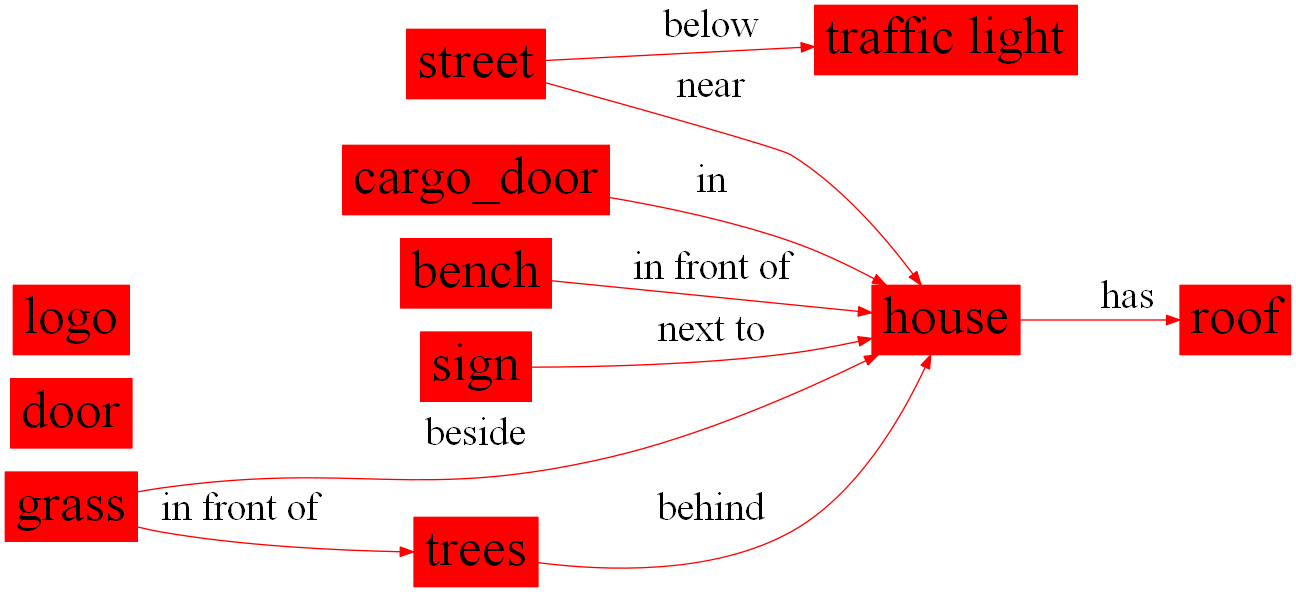 street
below
traffic light
near
cargo_door
in
bench
in front of
house
has
roof
logo
sign
next to
door
beside
grass
in front of
trees
behind